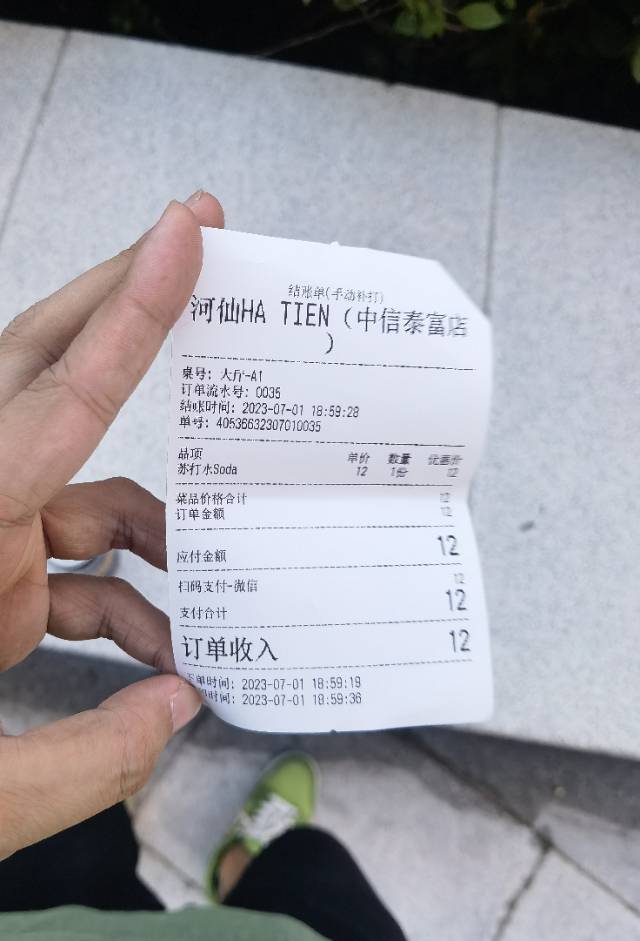 结账单(手动补打)
河仙HA TIEN（中信泰富店
）
桌号: 大厅-A1
订单流水号: 0035
结账时间: 2023-07-01 18:59:28
单号: 40536632307010035
品项 单价 数量 优惠价
苏打水Soda 12 1份 12
菜品价格合计 12
订单金额 12
应付金额 12
扫码支付-微信 12
支付合计 12
订单收入 12
单时间: 2023-07-01 18:59:19
时间: 2023-07-01 18:59:36